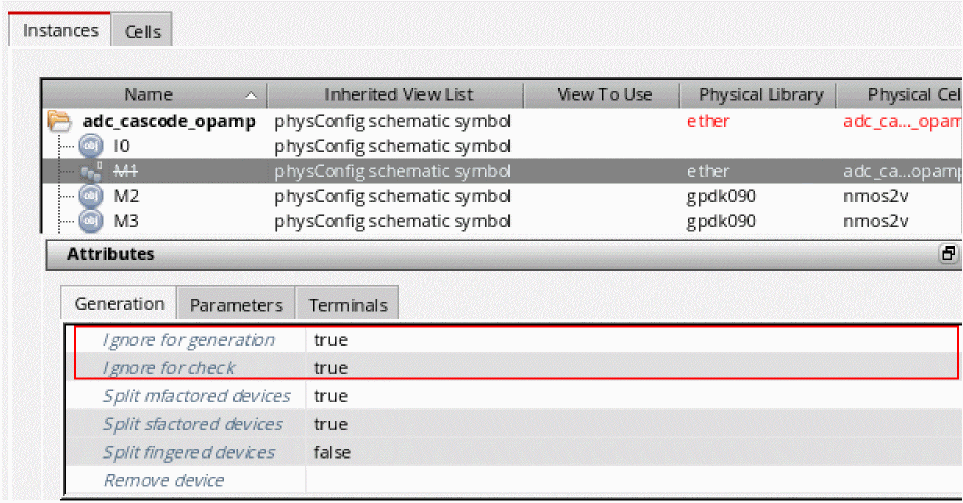 Instances Cells
Name Inherited View List View To Use Physical Library Physical Cel
adc_cascode_opamp physConfig schematic symbol ether adc_ca..._opam
I0 physConfig schematic symbol
M1 physConfig schematic symbol ether adc_ca...opamp
M2 physConfig schematic symbol gpdk090 nmos2v
M3 physConfig schematic symbol gpdk090 nmos2v
Attributes
Generation Parameters Terminals
Ignore for generation true
Ignore for check true
Split mfactored devices true
Split sfactored devices true
Split fingered devices false
Remove device